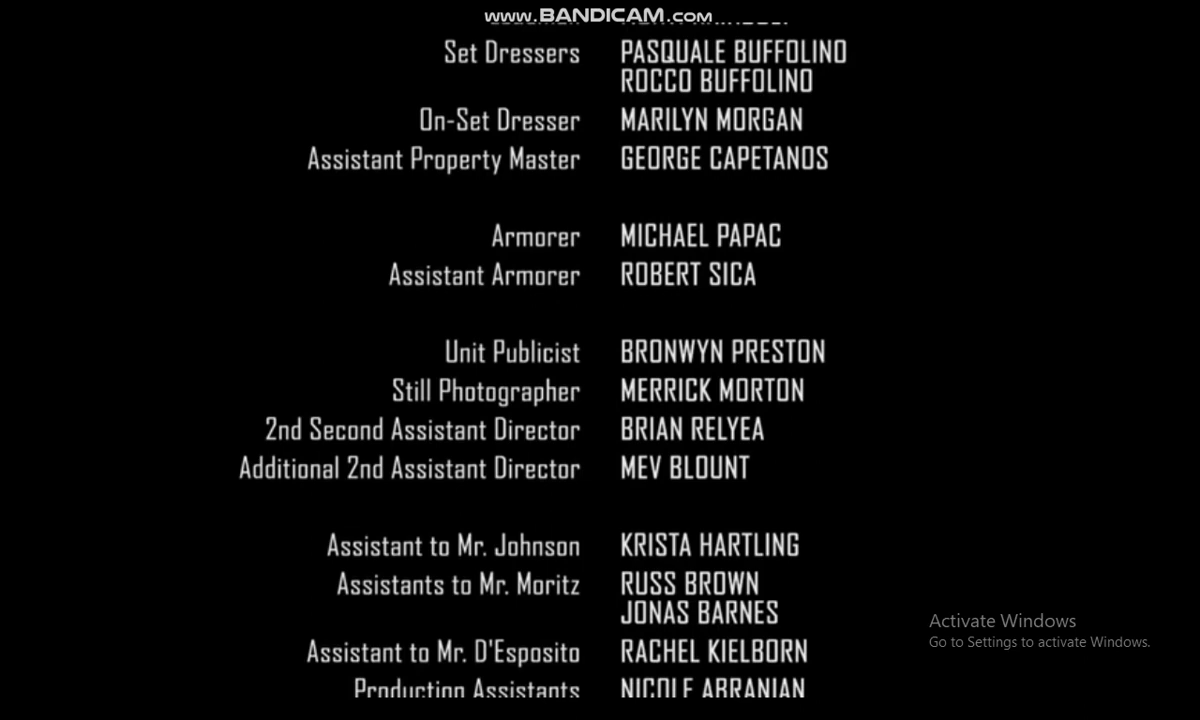 www.BANDICAM.com
Set Dressers PASQUALE BUFFOLINO
ROCCO BUFFOLINO
On-Set Dresser MARILYN MORGAN
Assistant Property Master GEORGE CAPETANOS
Armorer MICHAEL PAPAC
Assistant Armorer ROBERT SICA
Unit Publicist BRONWYN PRESTON
Still Photographer MERRICK MORTON
2nd Second Assistant Director BRIAN RELYEA
Additional 2nd Assistant Director MEV BLOUNT
Assistant to Mr. Johnson KRISTA HARTLING
Assistants to Mr. Moritz RUSS BROWN
JONAS BARNES
Activate Windows
Go to Settings to activate Windows.
Assistant to Mr. D'Esposito RACHEL KIELBORN
Production Assistants NICOLE ABRANIAN